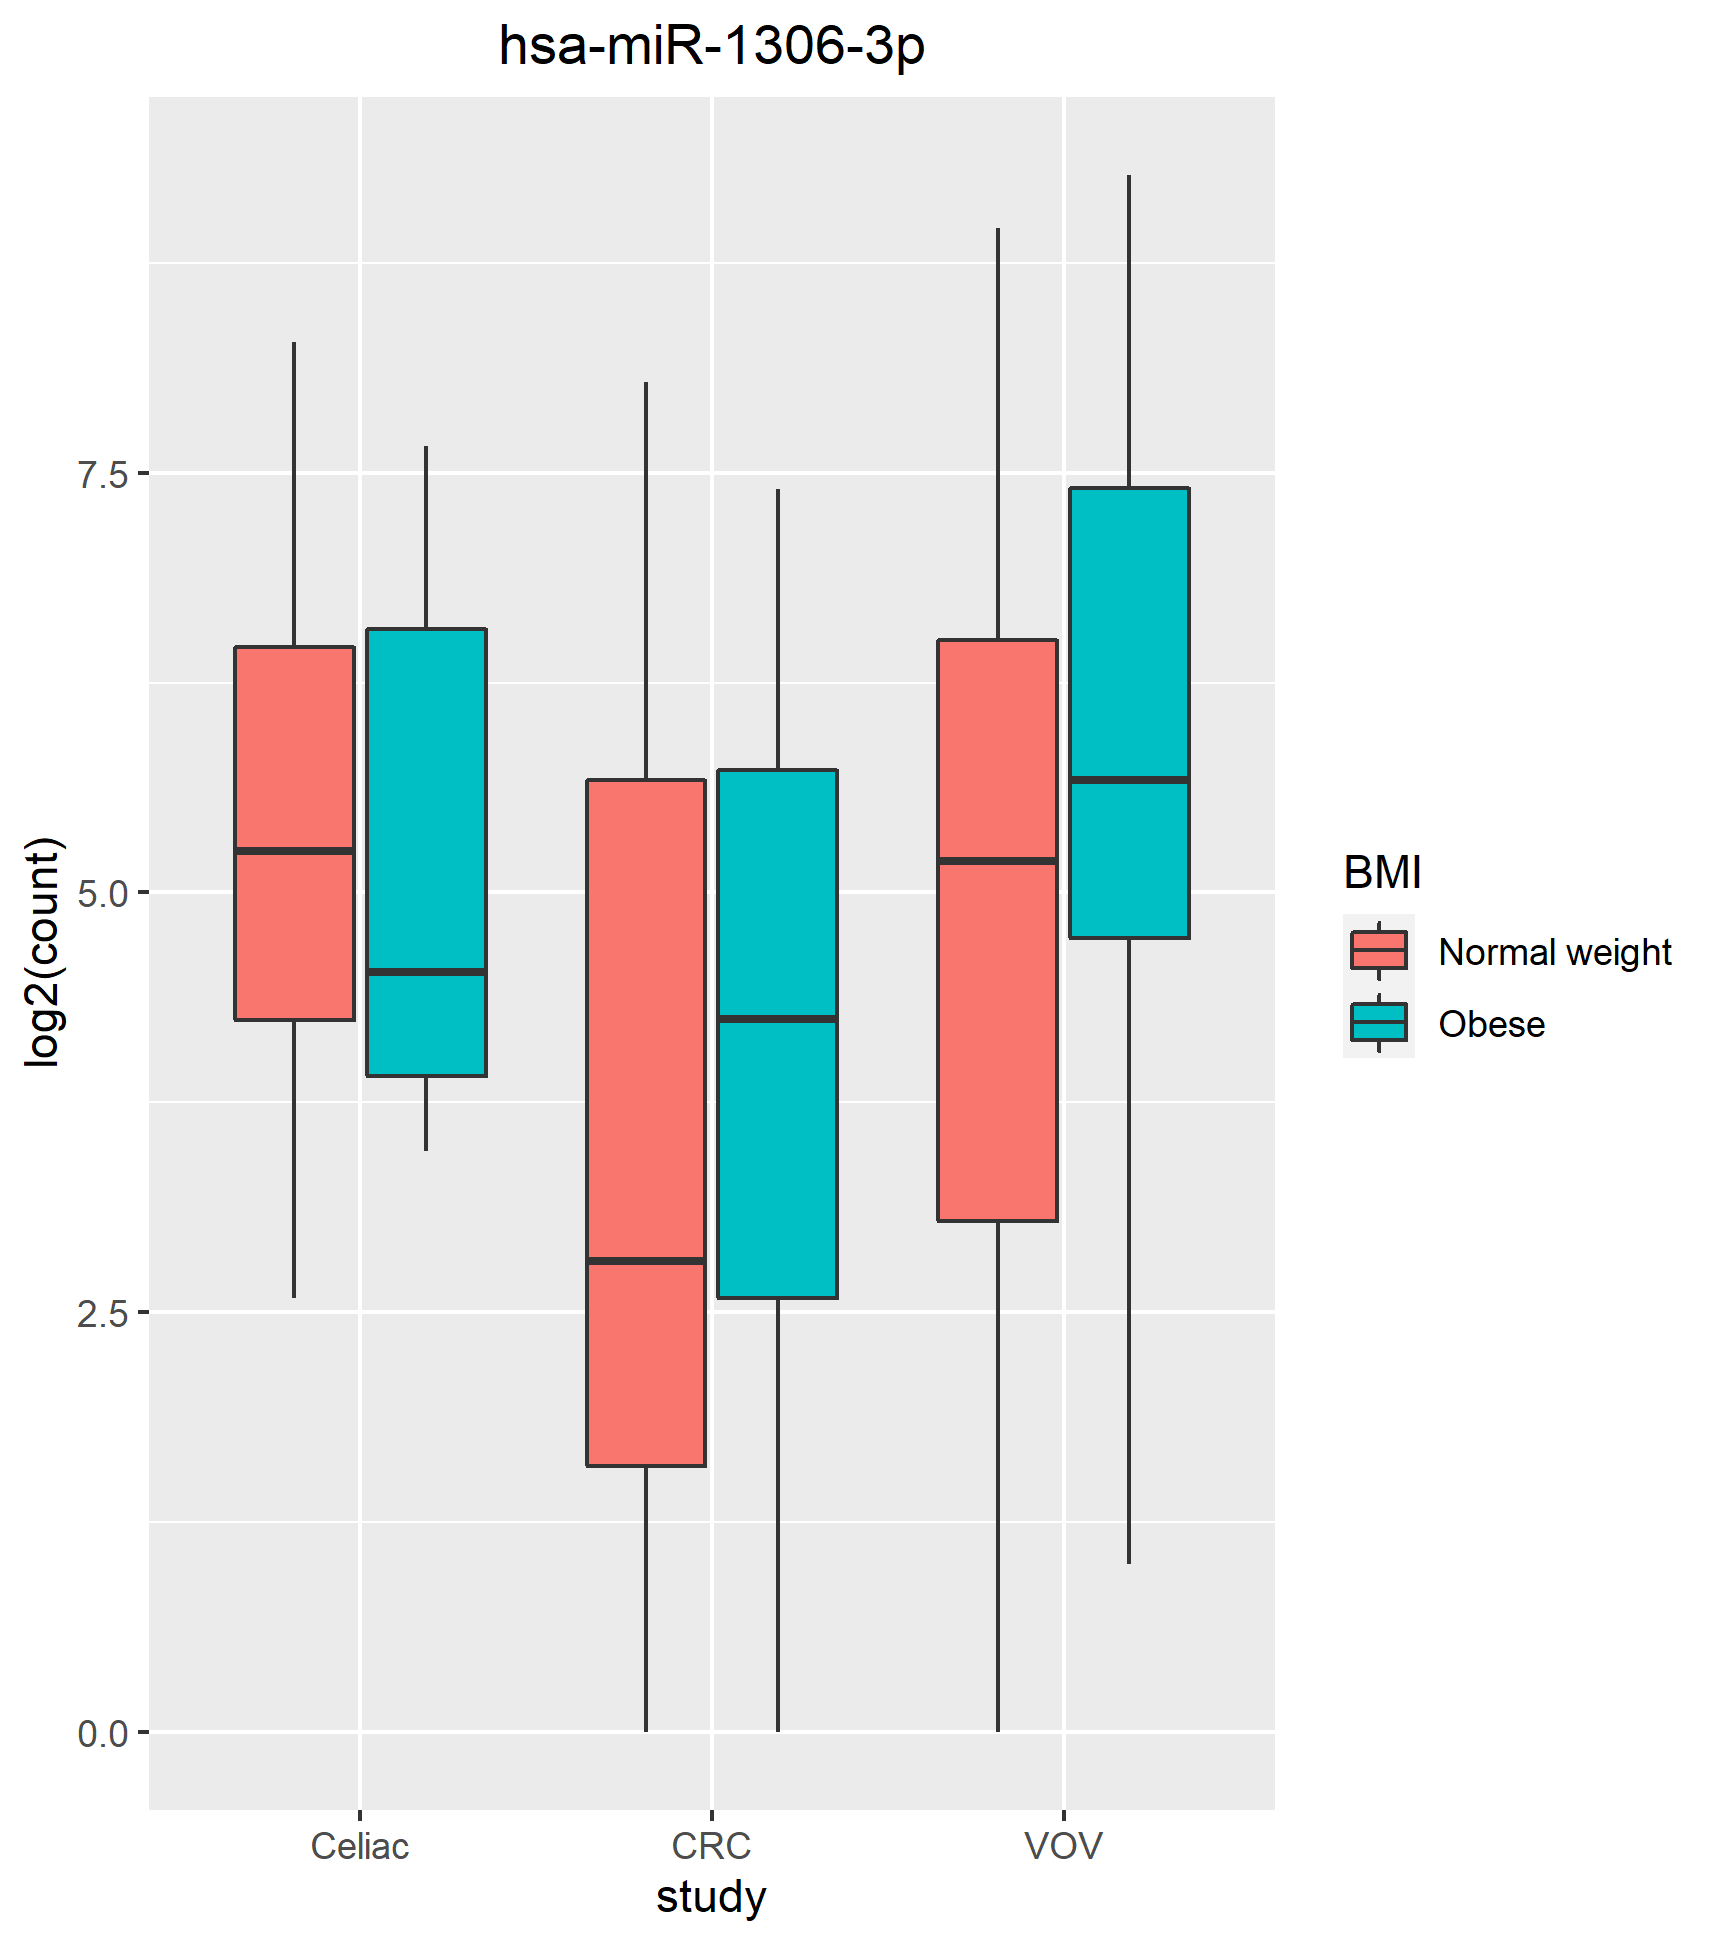 hsa-miR-1306-3p
log2(count)
7.5
5.0
2.5
0.0
Celiac
CRC
VOV
study
BMI
Normal weight
Obese